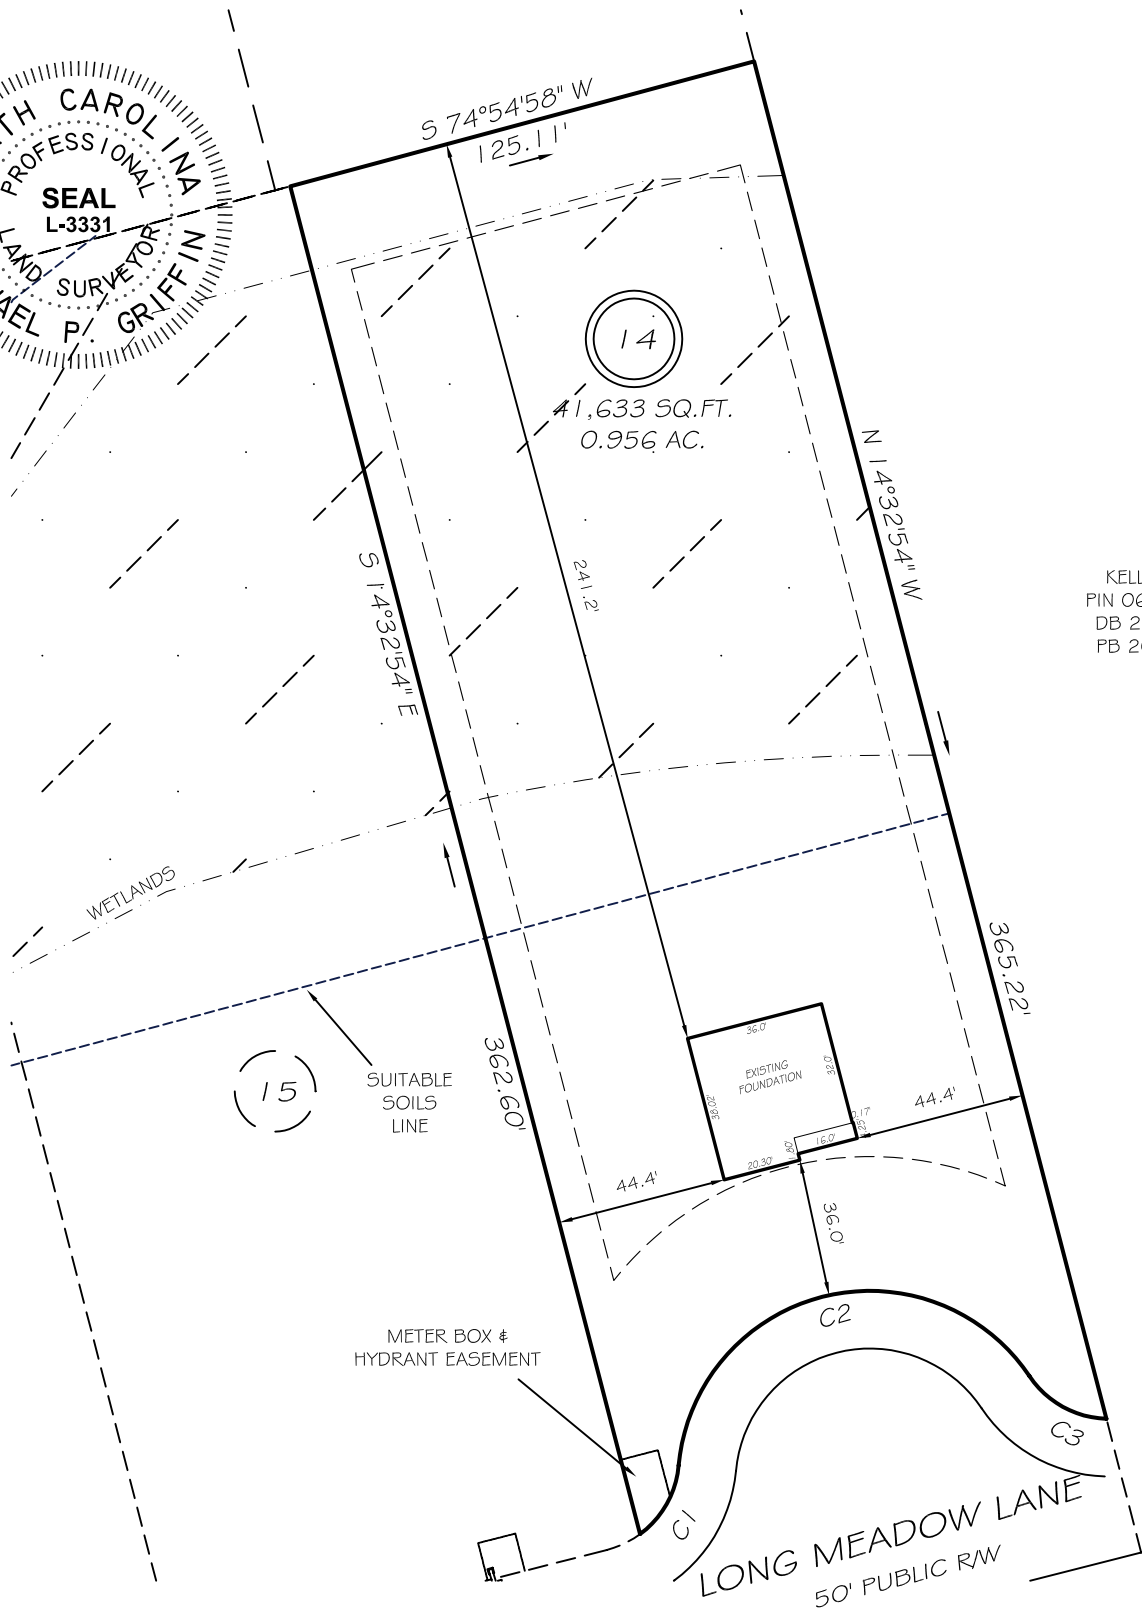 TH CAROLINA
PROFESSIONAL
SEAL
L-3331
LAND SURVEYOR
AEL P. GRIFFIN
S 74°54'58" W
125.11'
14
41,633 SQ.FT.
0.956 AC.
N 14°32'54" W
S 14°32'54" E
241.2'
KELL
PIN 06
DB 2
PB 2
WETLANDS
365.22'
362.60'
15
SUITABLE
SOILS
LINE
36.0'
EXISTING
FOUNDATION
32.0'
38.02'
0.17'
16.0'
1.80'
20.30'
44.4'
44.4'
36.0'
C2
METER BOX &
HYDRANT EASEMENT
C3
C1
LONG MEADOW LANE
50' PUBLIC R/W